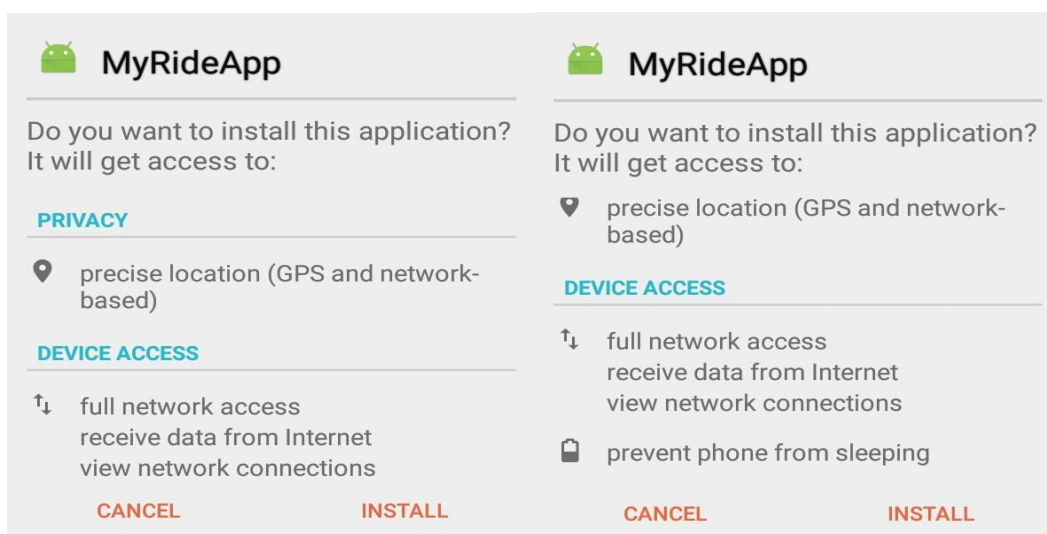 MyRideApp
Do you want to install this application?
It will get access to:
PRIVACY
precise location (GPS and network-
based)
DEVICE ACCESS
full network access
receive data from Internet
view network connections
CANCEL INSTALL
MyRideApp
Do you want to install this application?
It will get access to:
precise location (GPS and network-
based)
DEVICE ACCESS
full network access
receive data from Internet
view network connections
prevent phone from sleeping
CANCEL INSTALL